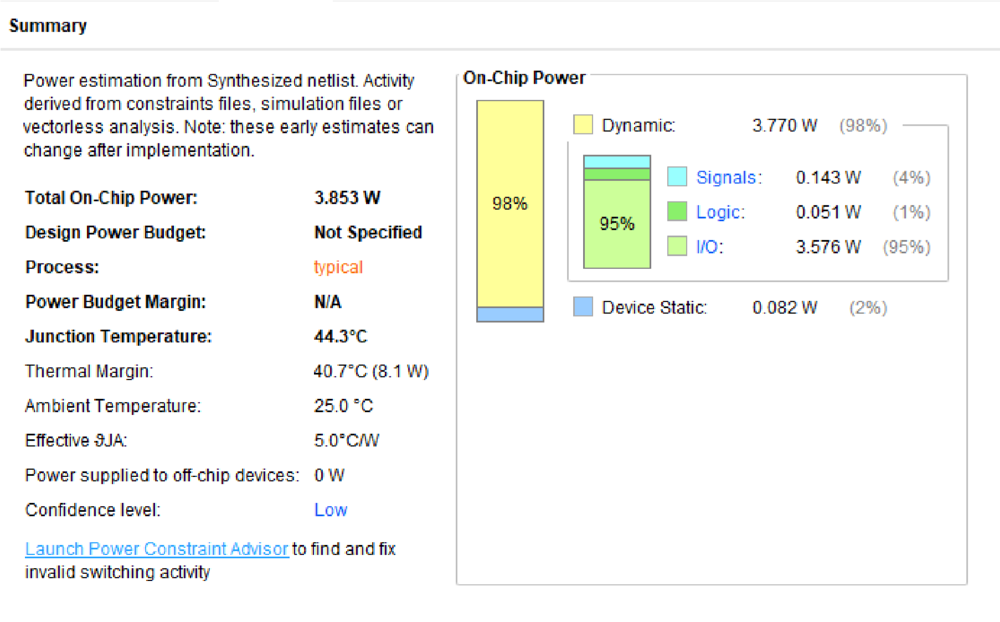 Summary
Power estimation from Synthesized netlist. Activity
derived from constraints files, simulation files or
vectorless analysis. Note: these early estimates can
change after implementation.
Total On-Chip Power: 3.853 W
Design Power Budget: Not Specified
Process: typical
Power Budget Margin: N/A
Junction Temperature: 44.3°C
Thermal Margin: 40.7°C (8.1 W)
Ambient Temperature: 25.0 °C
Effective ϑJA: 5.0°C/W
Power supplied to off-chip devices: 0 W
Confidence level: Low
Launch Power Constraint Advisor to find and fix
invalid switching activity
On-Chip Power
98%
Dynamic: 3.770 W (98%)
95%
Signals: 0.143 W (4%)
Logic: 0.051 W (1%)
I/O: 3.576 W (95%)
Device Static: 0.082 W (2%)